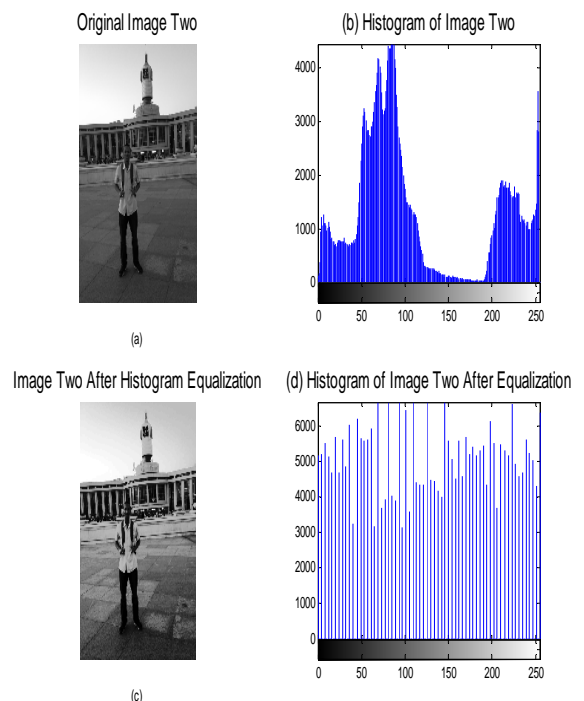 Original Image Two
(b) Histogram of Image Two
4000
3000
2000
1000
0
0 50 100 150 200 250
(a)
Image Two After Histogram Equalization
(d) Histogram of Image Two After Equalization
6000
5000
4000
3000
2000
1000
0
0 50 100 150 200 250
(c)